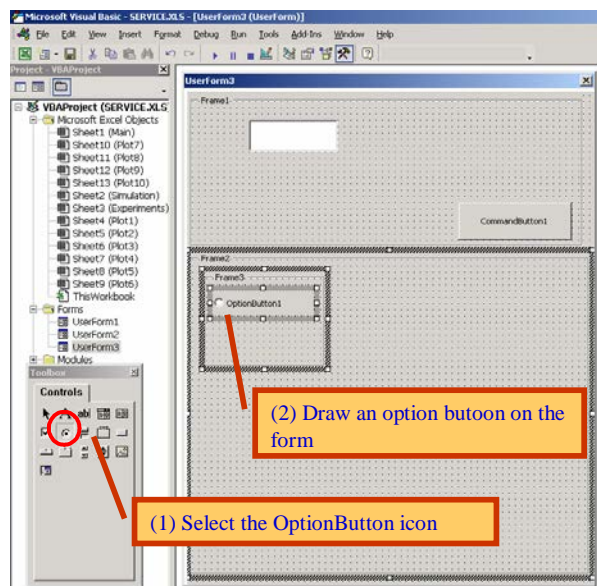 Microsoft Visual Basic - SERVICE.XLS - [UserForm3 (UserForm)]
File Edit View Insert Format Debug Run Tools Add-Ins Window Help
Project - VBAProject
VBAProject (SERVICE.XLS
Microsoft Excel Objects
Sheet1 (Main)
Sheet10 (Plot7)
Sheet11 (Plot8)
Sheet12 (Plot9)
Sheet13 (Plot10)
Sheet2 (Simulation)
Sheet3 (Experiments)
Sheet4 (Plot1)
Sheet5 (Plot2)
Sheet6 (Plot3)
Sheet7 (Plot4)
Sheet8 (Plot5)
Sheet9 (Plot6)
ThisWorkbook
Forms
UserForm1
UserForm2
UserForm3
Modules
Toolbox
Controls
A abl
UserForm3
Frame1
CommandButton1
Frame2
Frame3
OptionButton1
(2) Draw an option butoon on the
form
(1) Select the OptionButton icon